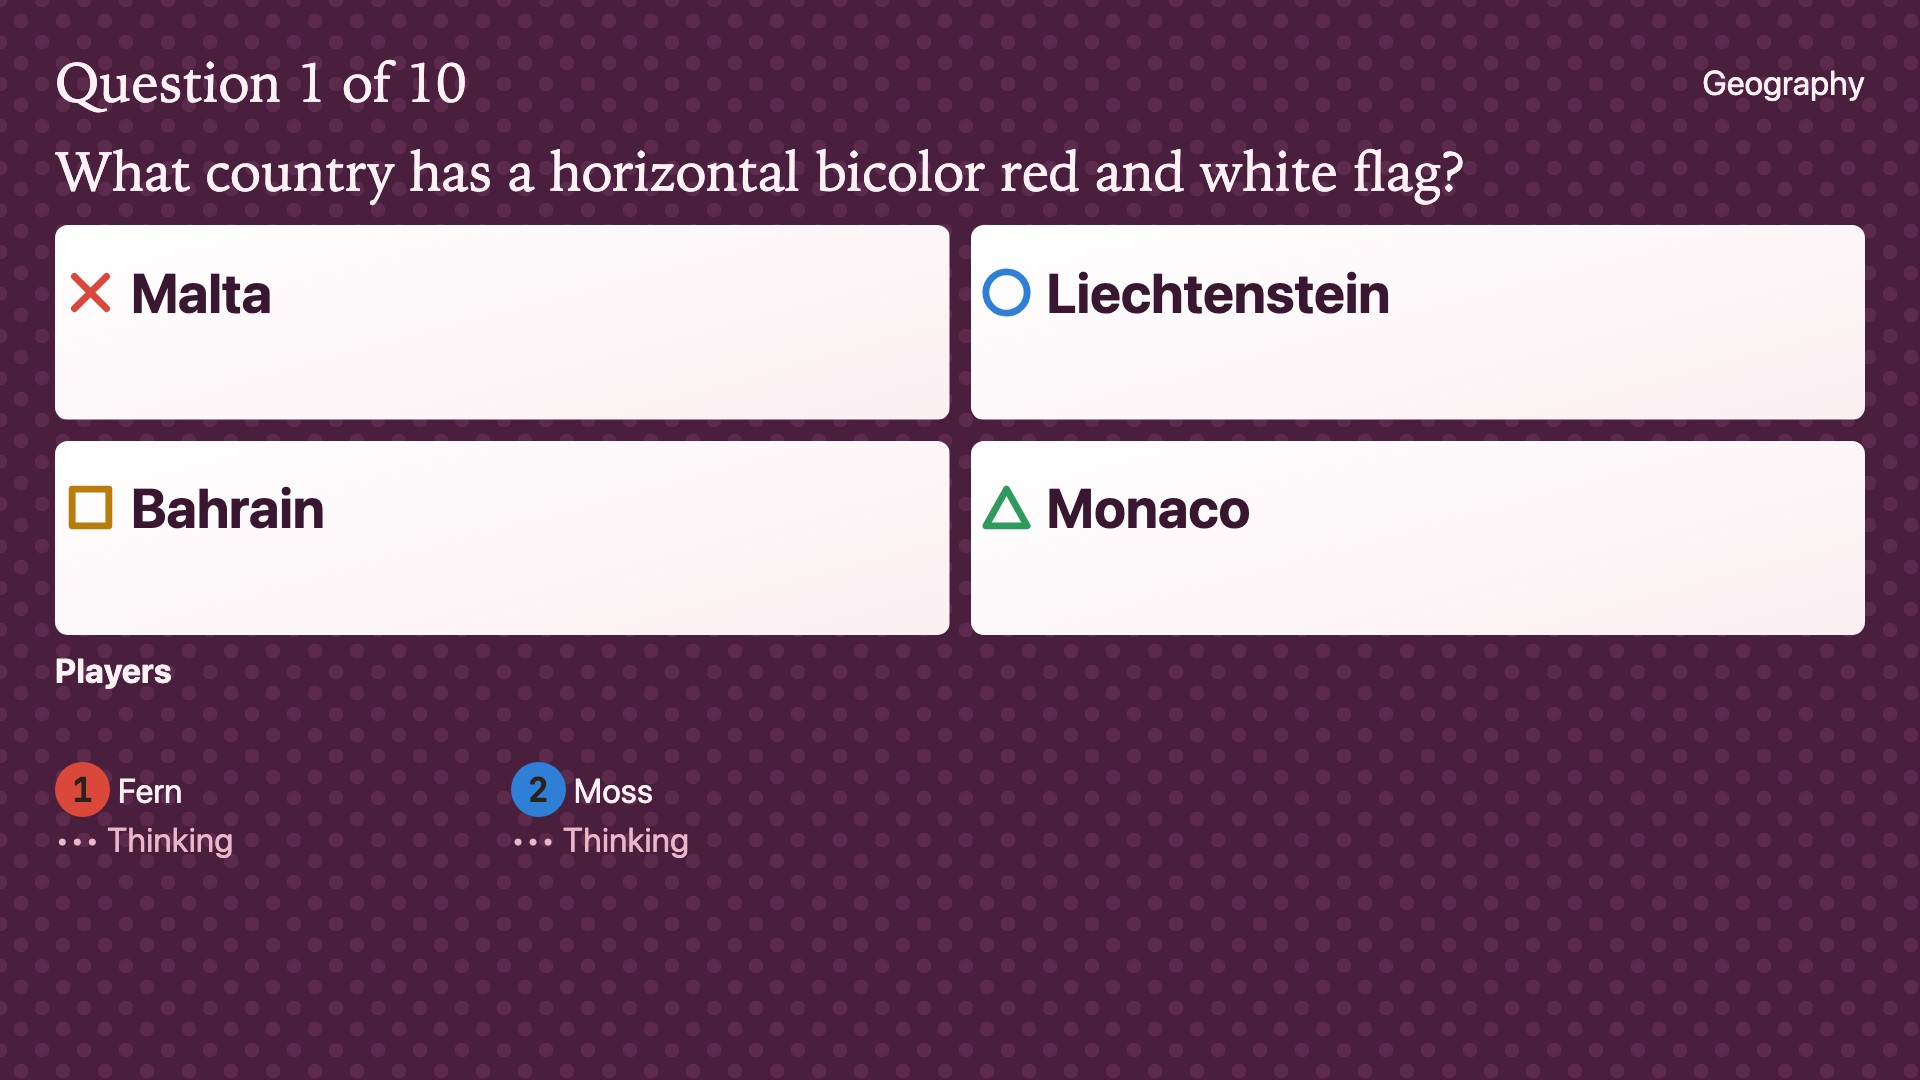 Question 1 of 10
Geography
What country has a horizontal bicolor red and white flag?
Malta
Liechtenstein
Bahrain
Monaco
Players
1 Fern
2 Moss
••• Thinking
••• Thinking